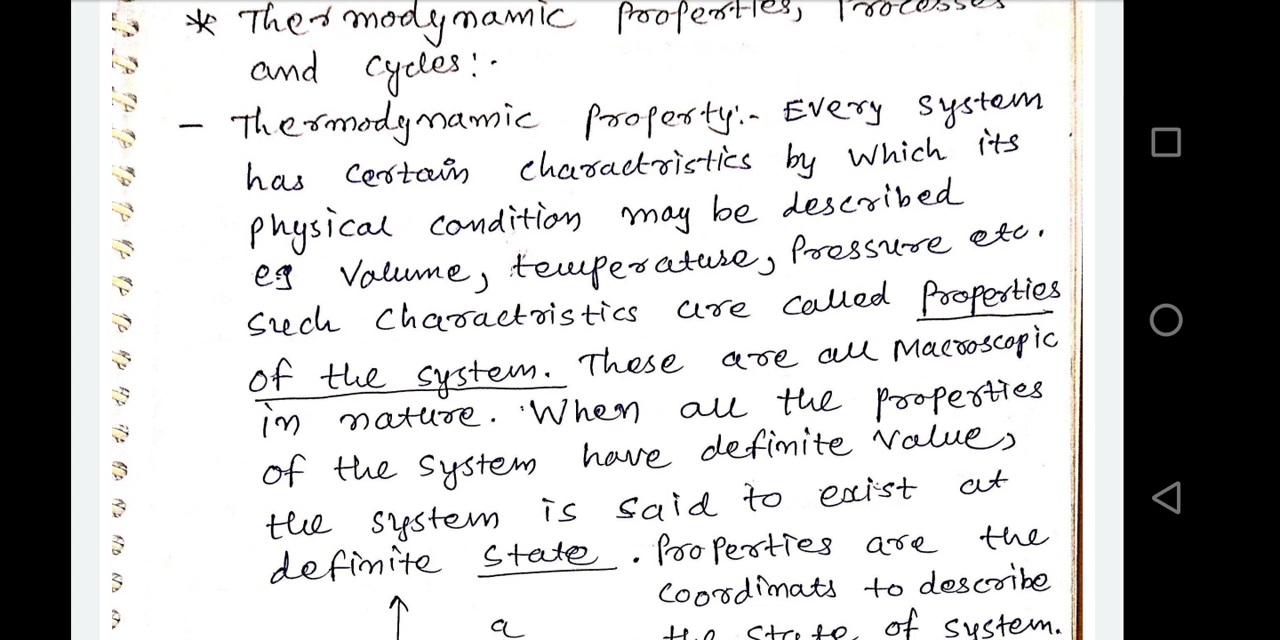 * Thermodynamic Properties, Processes
and cycles:-
- Thermodynamic Property:- Every system
has certain charactristics by which its
physical condition may be described
eg Volume, temperature, Pressure etc.
such charactristics are called Properties
of the system. These are all Macroscopic
in nature. When all the properties
of the system have definite value,
the system is said to exist at
definite state. Properties are the
coordinats to describe
a the state of system.